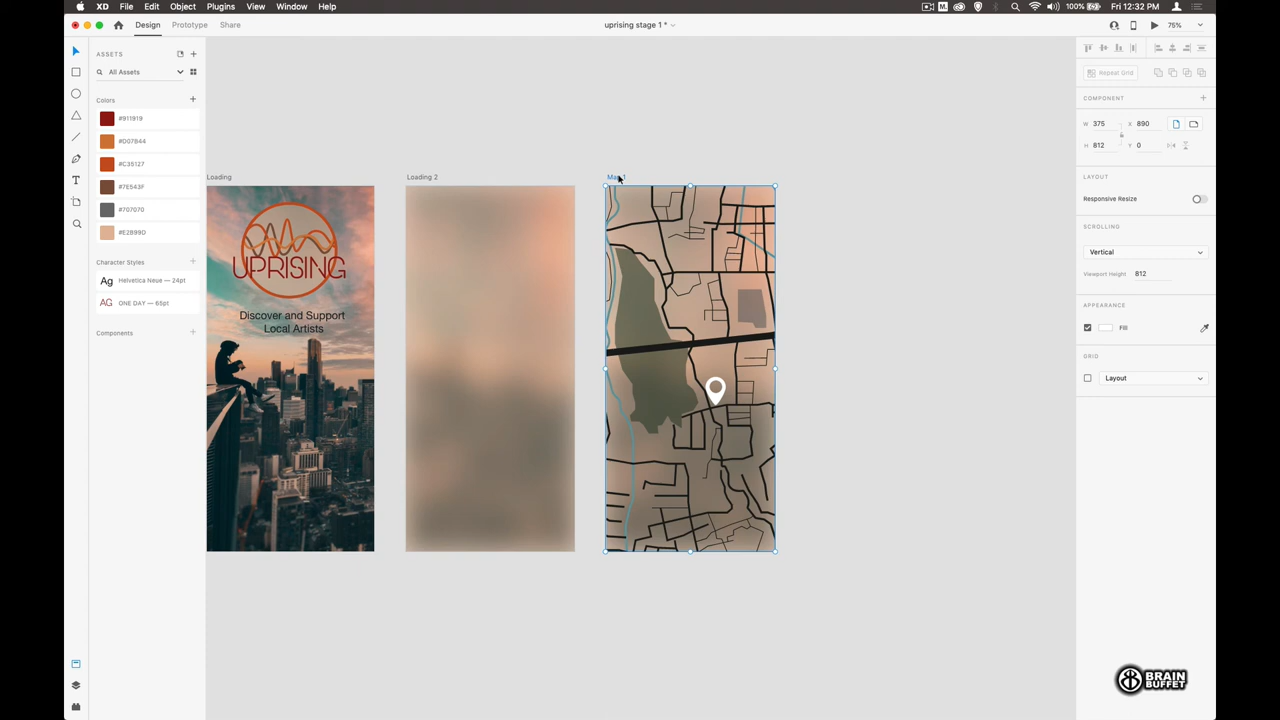 XD File Edit Object Plugins View Window Help
100% Fri 12:32 PM
Design Prototype Share
uprising stage 1 *
75%
ASSETS
All Assets
Colors
#911919
#D07B44
#C35127
#7E543F
#707070
#E2B99D
Character Styles
Ag Helvetica Neue — 24pt
AG ONE DAY — 65pt
Components
Loading
Loading 2
UPRISING
Discover and Support
Local Artists
Repeat Grid
COMPONENT
W 375 X 890
H 812 Y 0
LAYOUT
Responsive Resize
SCROLLING
Vertical
Viewport Height 812
APPEARANCE
Fill
GRID
Layout
BRAIN
BUFFET